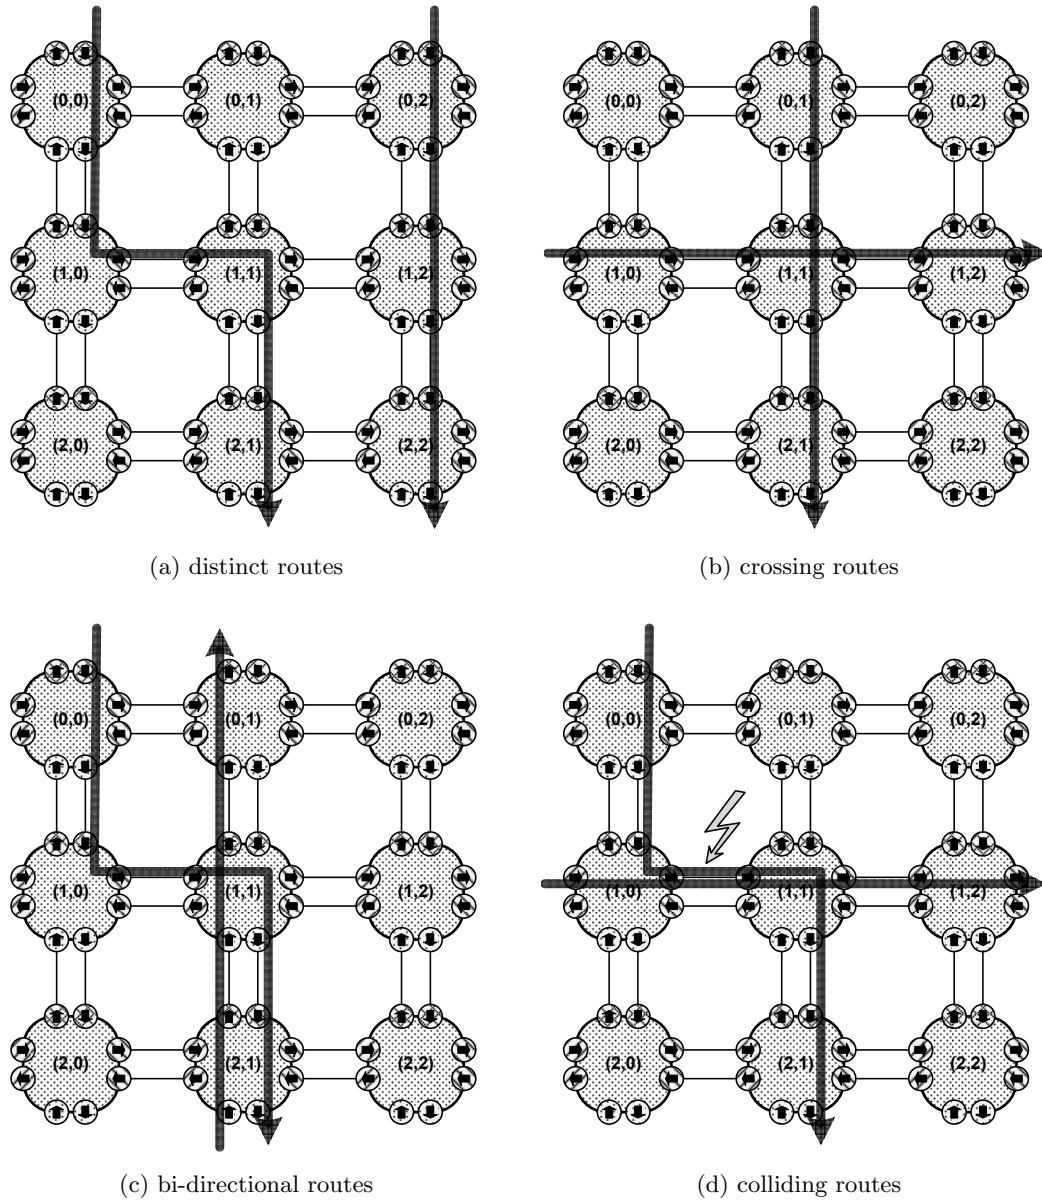 (0,0) (0,1) (0,2) (0,0) (0,1) (0,2)
(1,0) (1,1) (1,2) (1,0) (1,1) (1,2)
(2,0) (2,1) (2,2) (2,0) (2,1) (2,2)
(a) distinct routes (b) crossing routes
(0,0) (0,1) (0,2) (0,0) (0,1) (0,2)
(1,0) (1,1) (1,2) (1,0) (1,1) (1,2)
(2,0) (2,1) (2,2) (2,0) (2,1) (2,2)
(c) bi-directional routes (d) colliding routes